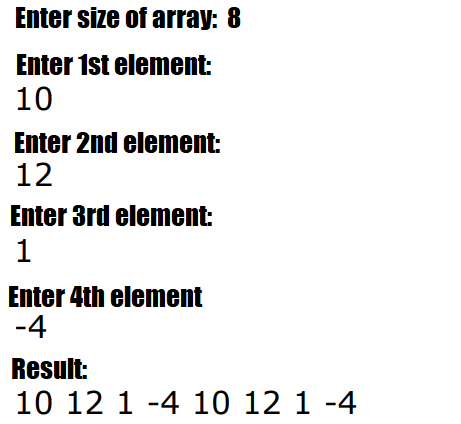 Enter size of array: 8
Enter 1st element:
10
Enter 2nd element:
12
Enter 3rd element:
1
Enter 4th element
-4
Result:
10 12 1 -4 10 12 1 -4